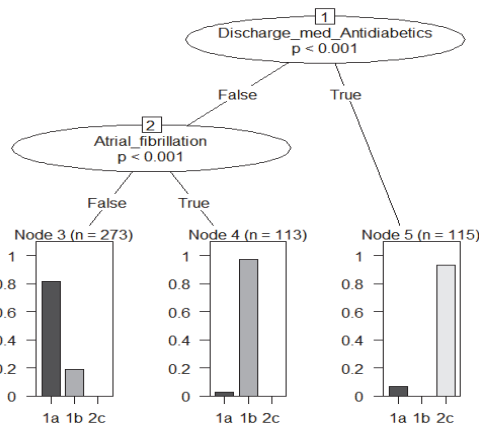 1
Discharge_med_Antidiabetics
p < 0.001
False
True
2
Atrial_fibrillation
p < 0.001
False
True
Node 3 (n = 273)
1
0.8
0.6
0.4
0.2
0
1a 1b 2c
Node 4 (n = 113)
1
0.8
0.6
0.4
0.2
0
1a 1b 2c
Node 5 (n = 115)
1
0.8
0.6
0.4
0.2
0
1a 1b 2c